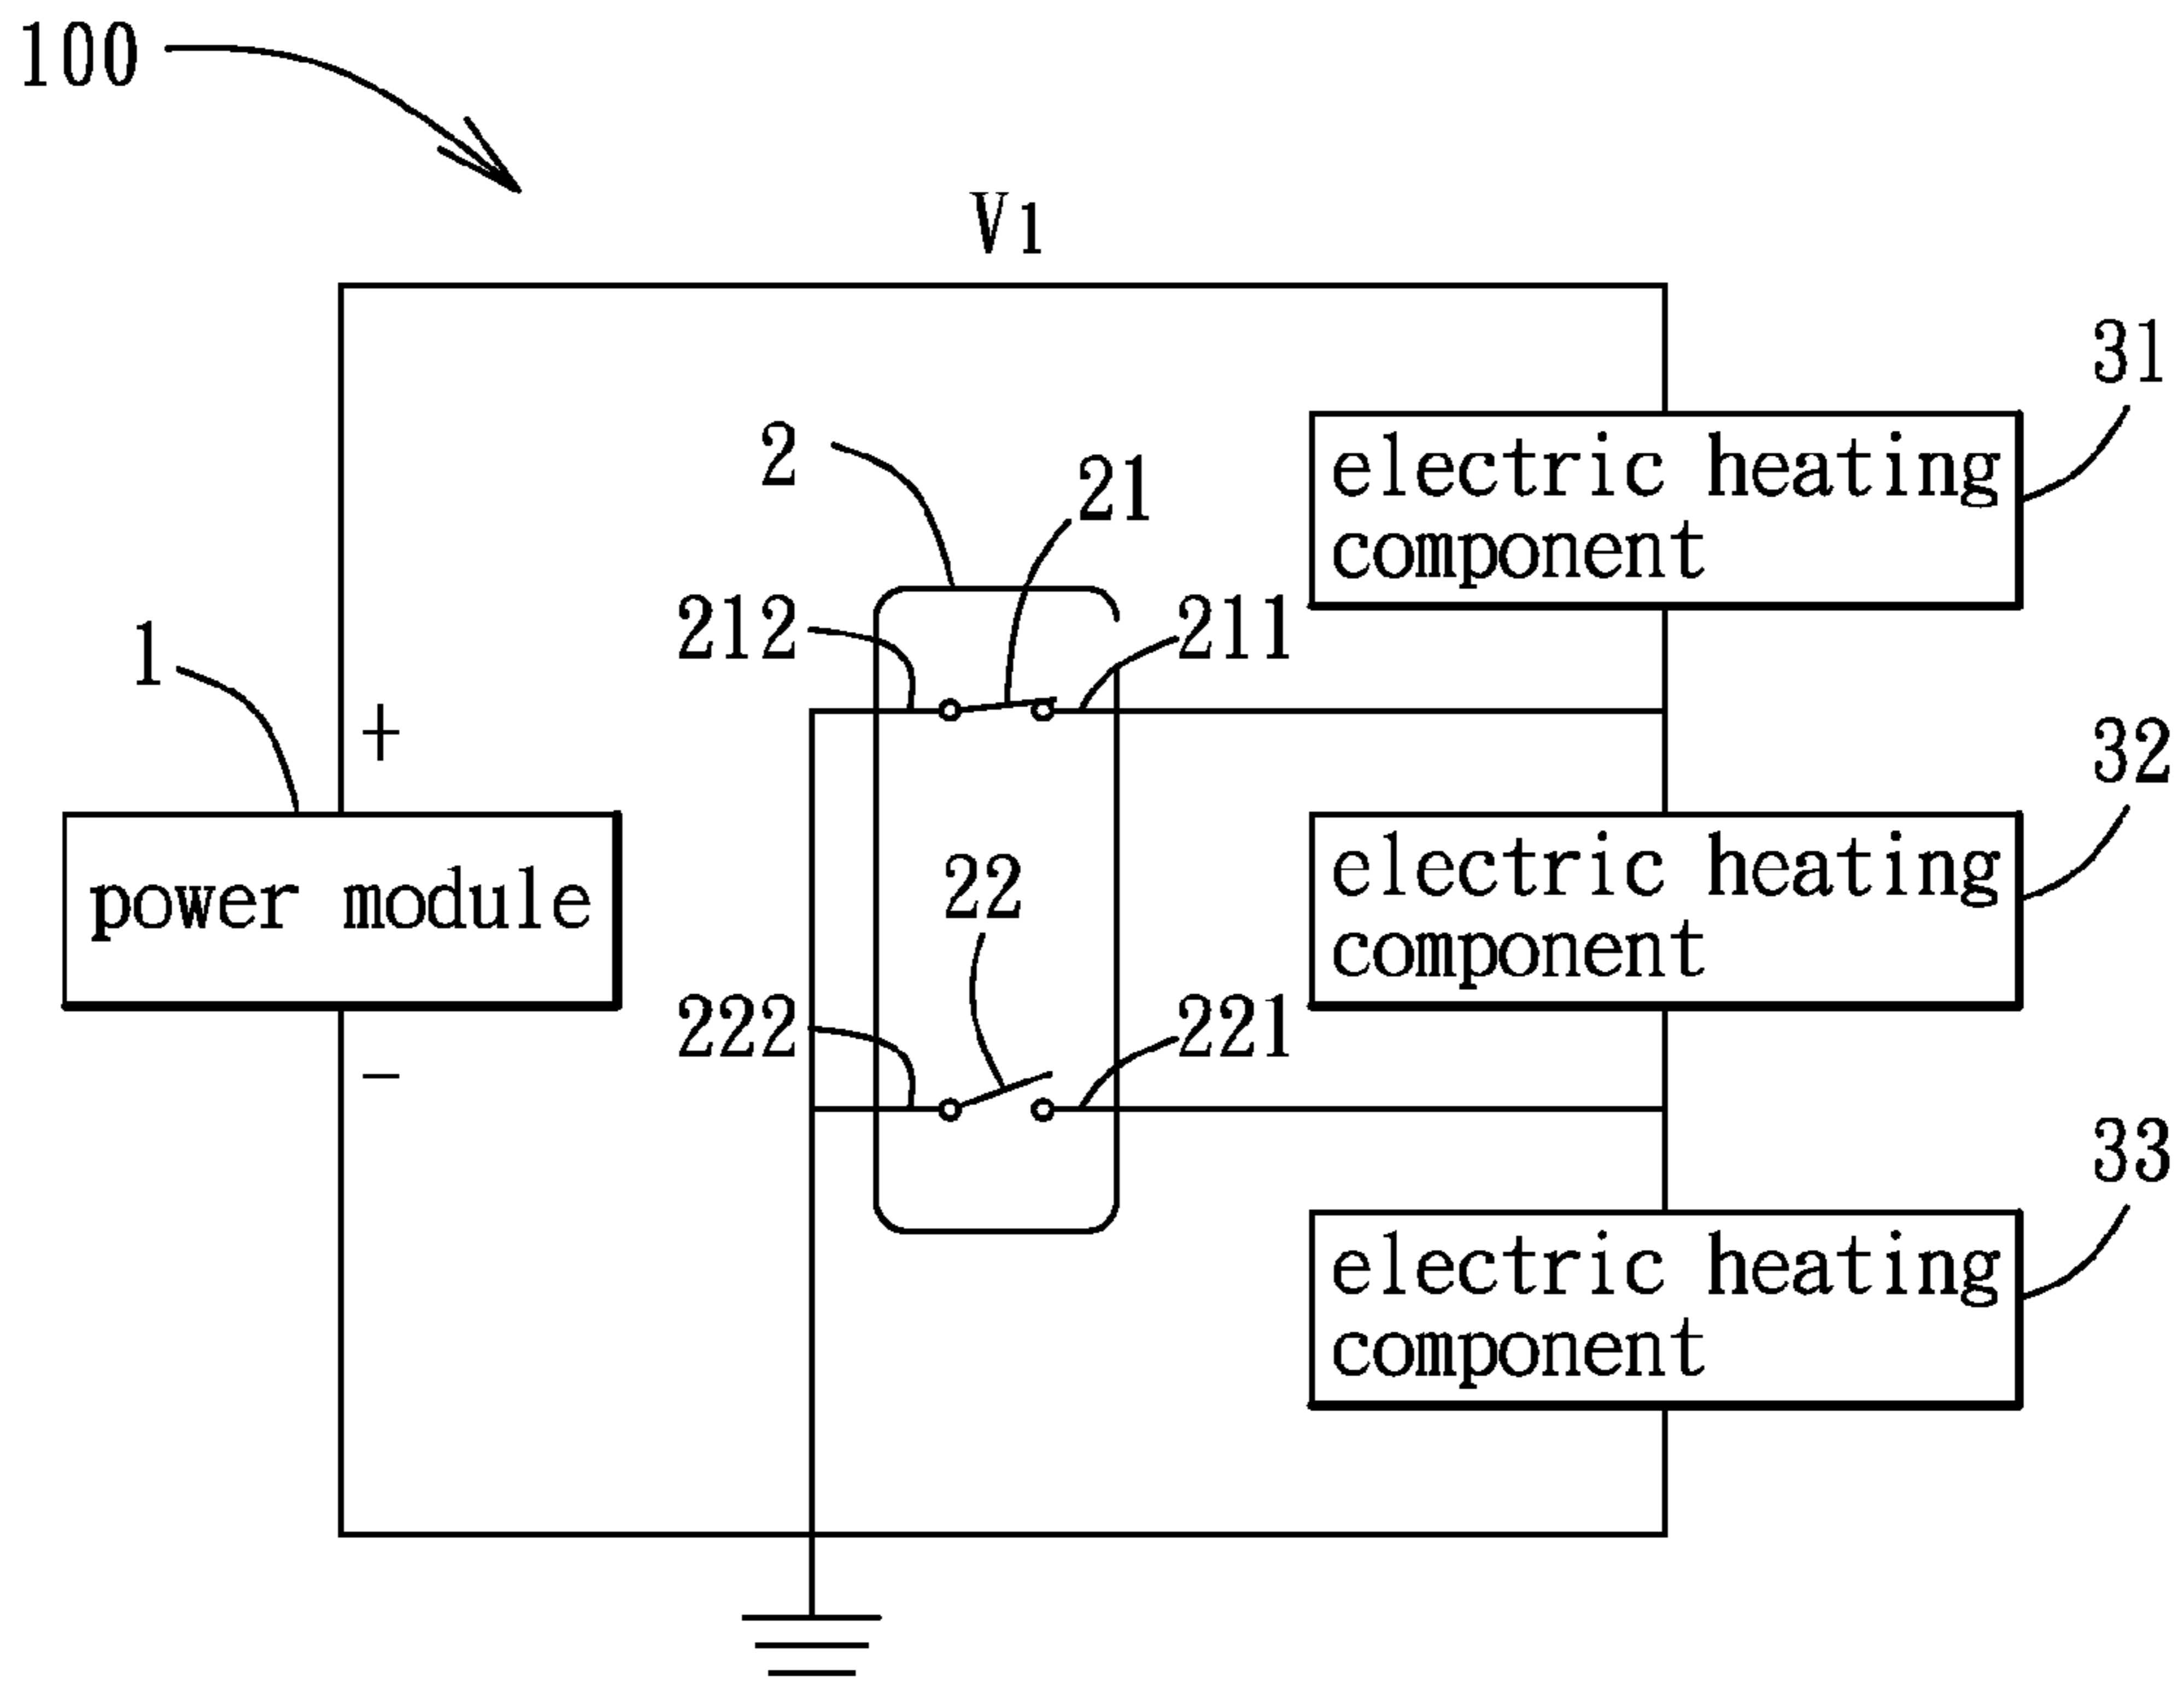 100
V1
31
electric heating
component
2
21
212
211
1
+
32
power module
electric heating
component
22
222
221
-
33
electric heating
component